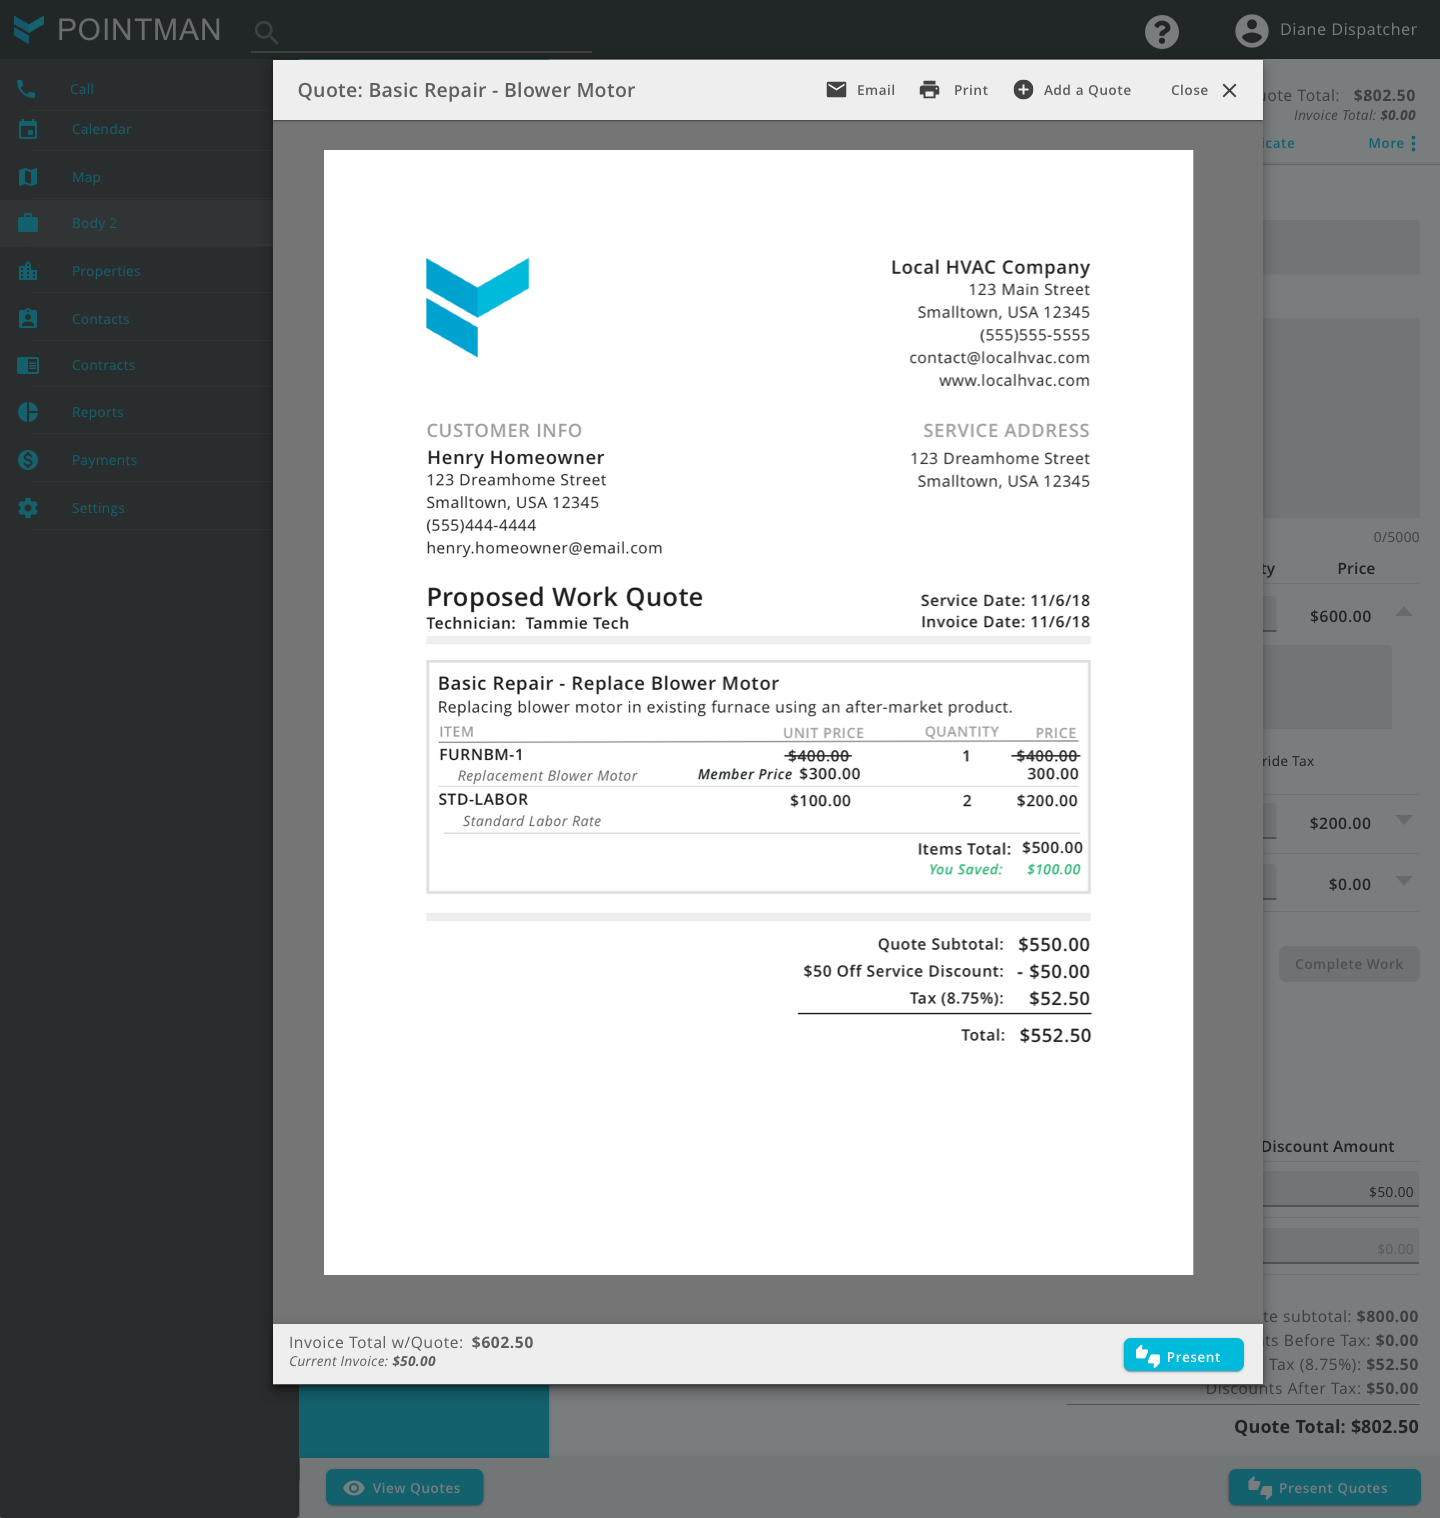 POINTMAN
Diane Dispatcher
Call
Calendar
Map
Body 2
Properties
Contacts
Contracts
Reports
Payments
Settings
Quote: Basic Repair - Blower Motor
Email
Print
Add a Quote
Close
Local HVAC Company
123 Main Street
Smalltown, USA 12345
(555)555-5555
contact@localhvac.com
www.localhvac.com
CUSTOMER INFO
Henry Homeowner
123 Dreamhome Street
Smalltown, USA 12345
(555)444-4444
henry.homeowner@email.com
SERVICE ADDRESS
123 Dreamhome Street
Smalltown, USA 12345
Proposed Work Quote
Technician: Tammie Tech
Service Date: 11/6/18
Invoice Date: 11/6/18
Basic Repair - Replace Blower Motor
Replacing blower motor in existing furnace using an after-market product.
ITEM UNIT PRICE QUANTITY PRICE
FURNBM-1 $400.00 1 $400.00
Replacement Blower Motor Member Price $300.00 300.00
STD-LABOR $100.00 2 $200.00
Standard Labor Rate
Items Total: $500.00
You Saved: $100.00
Quote Subtotal: $550.00
$50 Off Service Discount: - $50.00
Tax (8.75%): $52.50
Total: $552.50
Invoice Total w/Quote: $602.50
Current Invoice: $50.00
Present
uote Total: $802.50
Invoice Total: $0.00
icate More
0/5000
ty Price
$600.00
ride Tax
$200.00
$0.00
Complete Work
Discount Amount
$50.00
$0.00
te subtotal: $800.00
ts Before Tax: $0.00
Tax (8.75%): $52.50
Discounts After Tax: $50.00
Quote Total: $802.50
View Quotes
Present Quotes